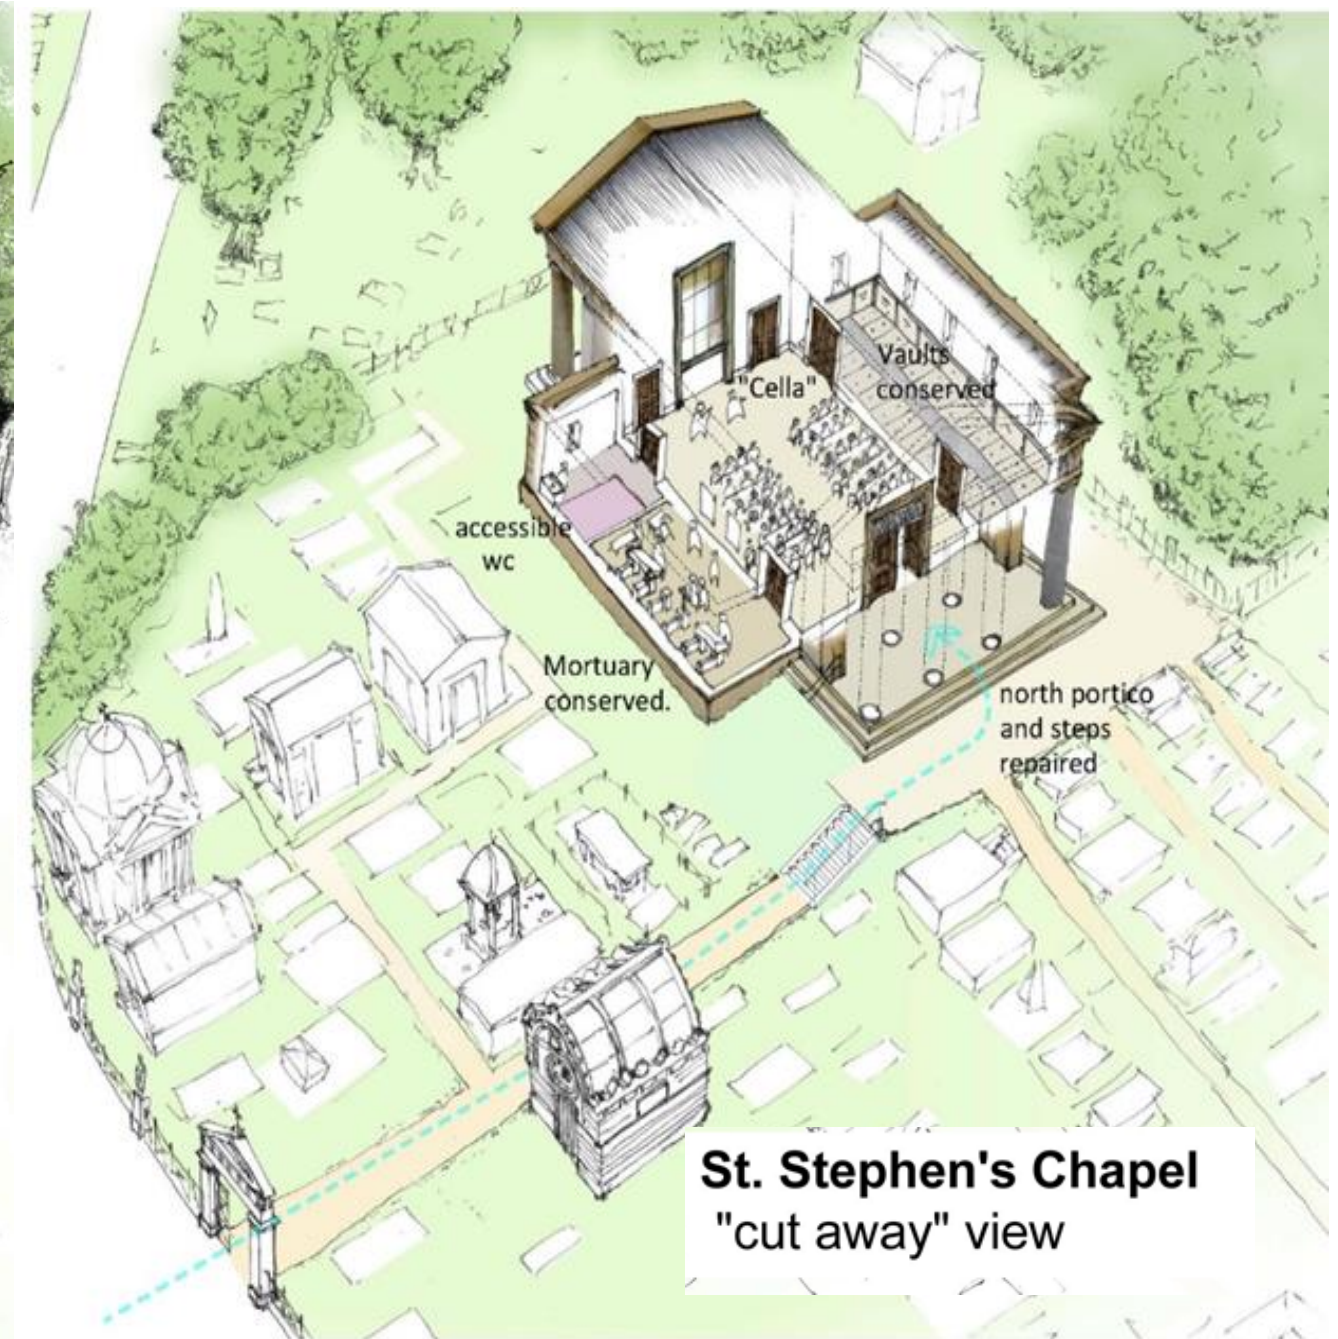 "Cella"
Vaults
conserved
accessible
wc
Mortuary
conserved.
north portico
and steps
repaired
St. Stephen's Chapel
"cut away" view